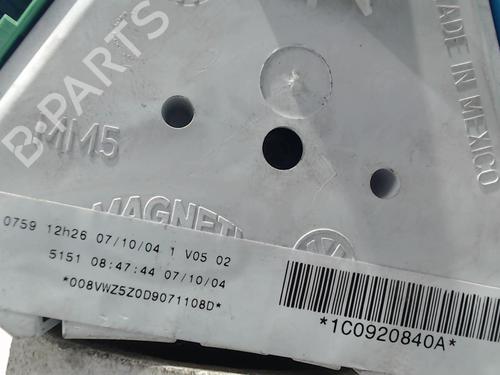 B-PARTS
MM5
MADE IN MEXICO
MAGNETI
0759 12h26 07/10/04 1 V05 02
5151 08:47:44 07/10/04
*008VWZ5Z0D9071108D*
*1C0920840A*